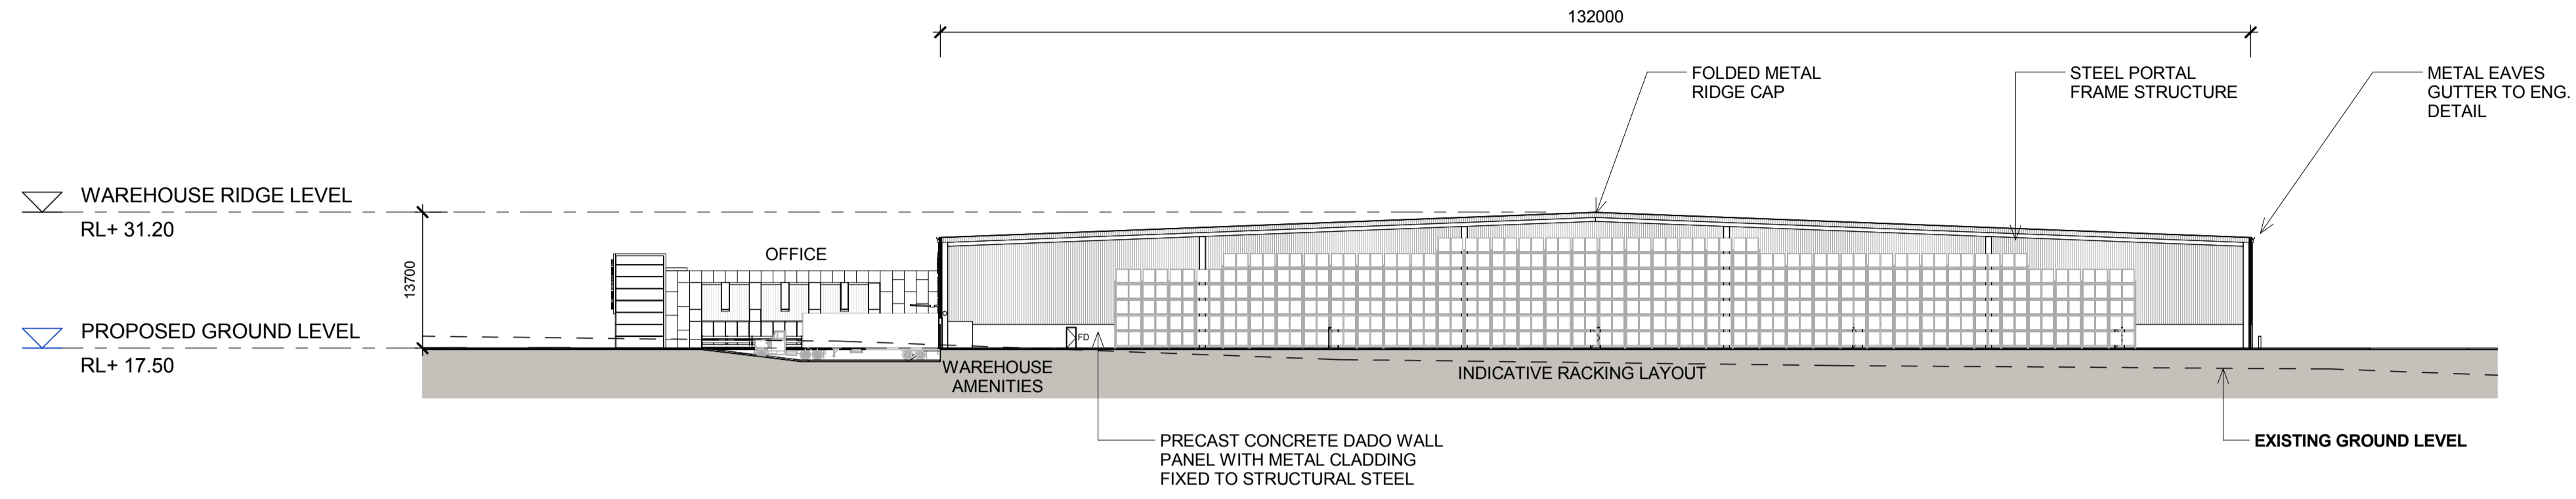 132000
FOLDED METAL
RIDGE CAP
STEEL PORTAL
FRAME STRUCTURE
METAL EAVES
GUTTER TO ENG.
DETAIL
WAREHOUSE RIDGE LEVEL
RL+ 31.20
OFFICE
13700
PROPOSED GROUND LEVEL
RL+ 17.50
FD
WAREHOUSE
AMENITIES
INDICATIVE RACKING LAYOUT
PRECAST CONCRETE DADO WALL
PANEL WITH METAL CLADDING
FIXED TO STRUCTURAL STEEL
EXISTING GROUND LEVEL